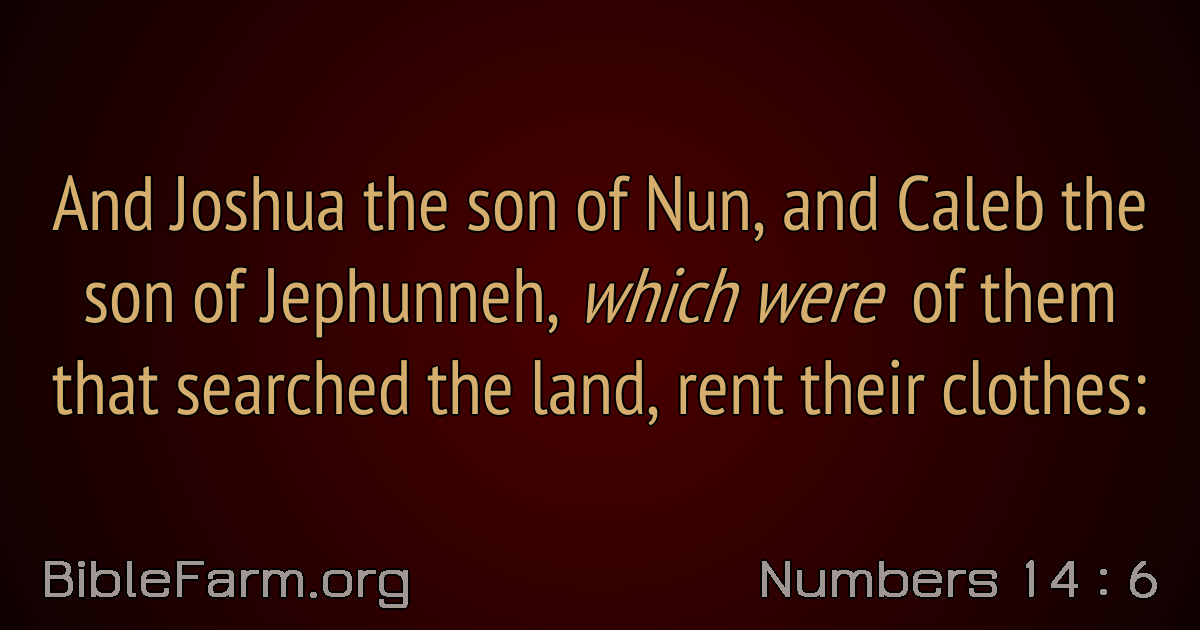 And Joshua the son of Nun, and Caleb the
son of Jephunneh, which were of them
that searched the land, rent their clothes:
BibleFarm.org
Numbers 14 : 6